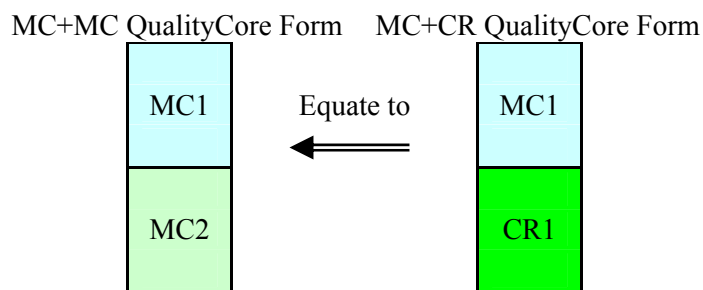 MC+MC QualityCore Form MC+CR QualityCore Form
MC1 Equate to MC1
MC2 CR1